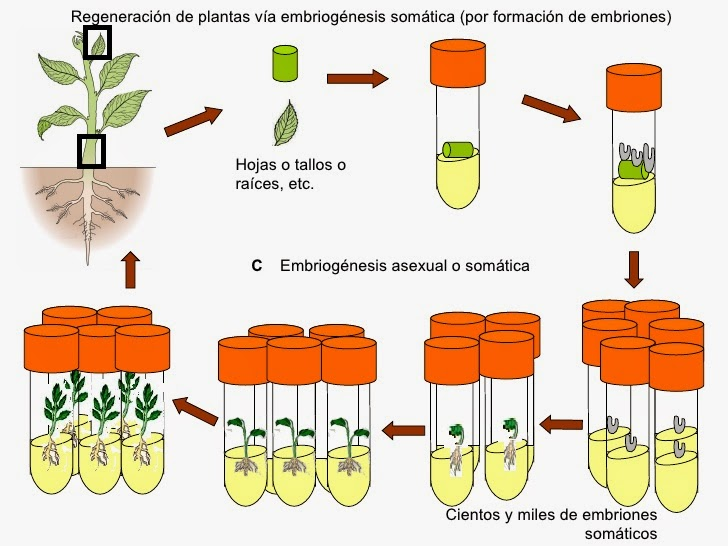 Regeneración de plantas vía embriogénesis somática (por formación de embriones)
Hojas o tallos o
raíces, etc.
C Embriogénesis asexual o somática
Cientos y miles de embriones
somáticos